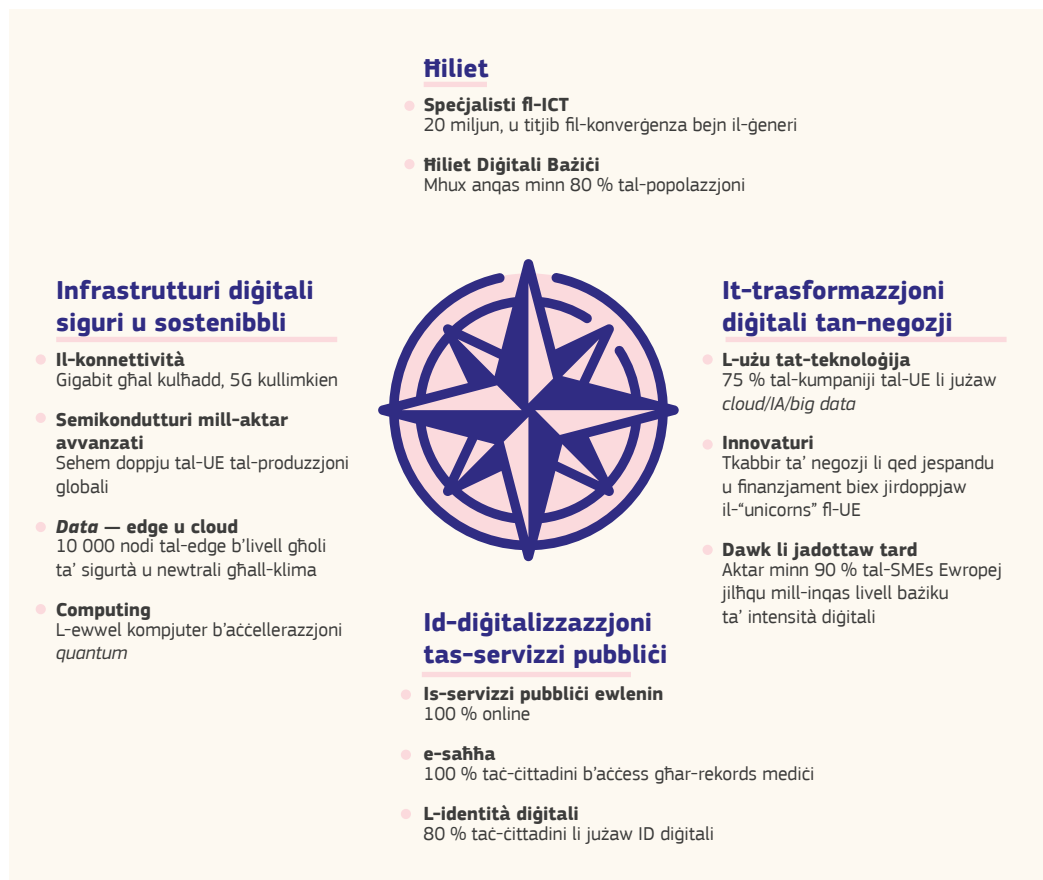 Ħiliet
Speċjalisti fl-ICT
20 miljun, u titjib fil-konverġenza bejn il-ġeneri
Ħiliet Diġitali Bażiċi
Mhux anqas minn 80 % tal-popolazzjoni
Infrastrutturi diġitali
siguri u sostenibbli
Il-konnettività
Gigabit għal kulħadd, 5G kullimkien
Semikondutturi mill-aktar
avvanzati
Sehem doppju tal-UE tal-produzzjoni
globali
Data — edge u cloud
10 000 nodi tal-edge b’livell għoli
ta’ sigurtà u newtrali għall-klima
Computing
L-ewwel kompjuter b’aċċellerazzjoni
quantum
It-trasformazzjoni
diġitali tan-negozji
L-użu tat-teknoloġija
75 % tal-kumpaniji tal-UE li jużaw
cloud/IA/big data
Innovaturi
Tkabbir ta’ negozji li qed jespandu
u finanzjament biex jirdoppjaw
il-“unicorns” fl-UE
Dawk li jadottaw tard
Aktar minn 90 % tal-SMEs Ewropej
jilħqu mill-inqas livell bażiku
ta’ intensità diġitali
Id-diġitalizzazzjoni
tas-servizzi pubbliċi
Is-servizzi pubbliċi ewlenin
100 % online
e-saħħa
100 % taċ-ċittadini b’aċċess għar-rekords mediċi
L-identità diġitali
80 % taċ-ċittadini li jużaw ID diġitali